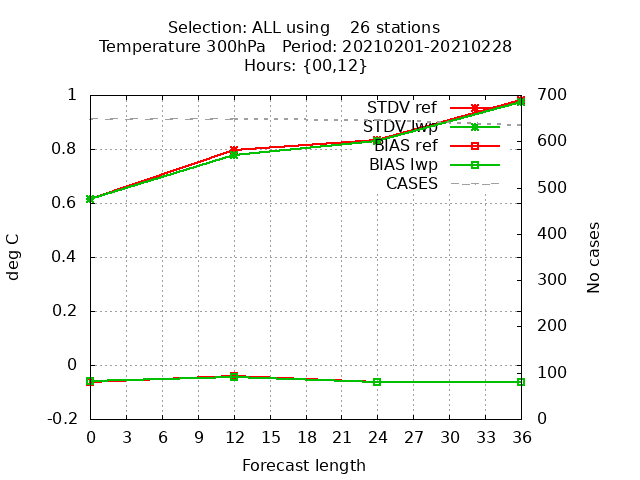 Selection: ALL using    26 stations
Temperature 300hPa   Period: 20210201-20210228
Hours: {00,12}
STDV ref
STDV lwp
BIAS ref
BIAS lwp
CASES
deg C
1
0.8
0.6
0.4
0.2
0
-0.2
No cases
700
600
500
400
300
200
100
0
0 3 6 9 12 15 18 21 24 27 30 33 36
Forecast length